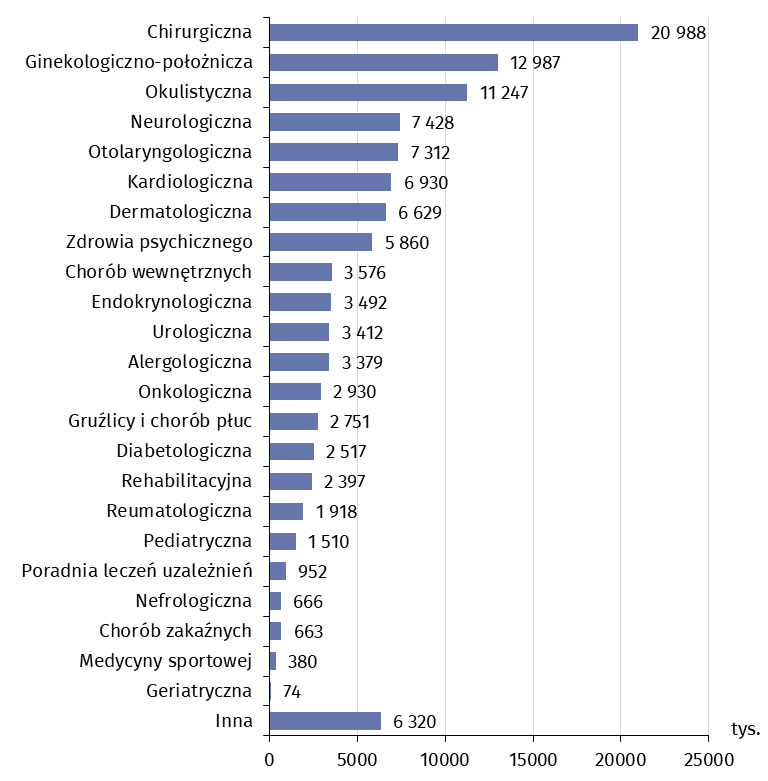 Chirurgiczna 20 988
Ginekologiczno-położnicza 12 987
Okulistyczna 11 247
Neurologiczna 7 428
Otolaryngologiczna 7 312
Kardiologiczna 6 930
Dermatologiczna 6 629
Zdrowia psychicznego 5 860
Chorób wewnętrznych 3 576
Endokrynologiczna 3 492
Urologiczna 3 412
Alergologiczna 3 379
Onkologiczna 2 930
Gruźlicy i chorób płuc 2 751
Diabetologiczna 2 517
Rehabilitacyjna 2 397
Reumatologiczna 1 918
Pediatryczna 1 510
Poradnia leczeń uzależnień 952
Nefrologiczna 666
Chorób zakaźnych 663
Medycyny sportowej 380
Geriatryczna 74
Inna 6 320
tys.
0 5000 10000 15000 20000 25000